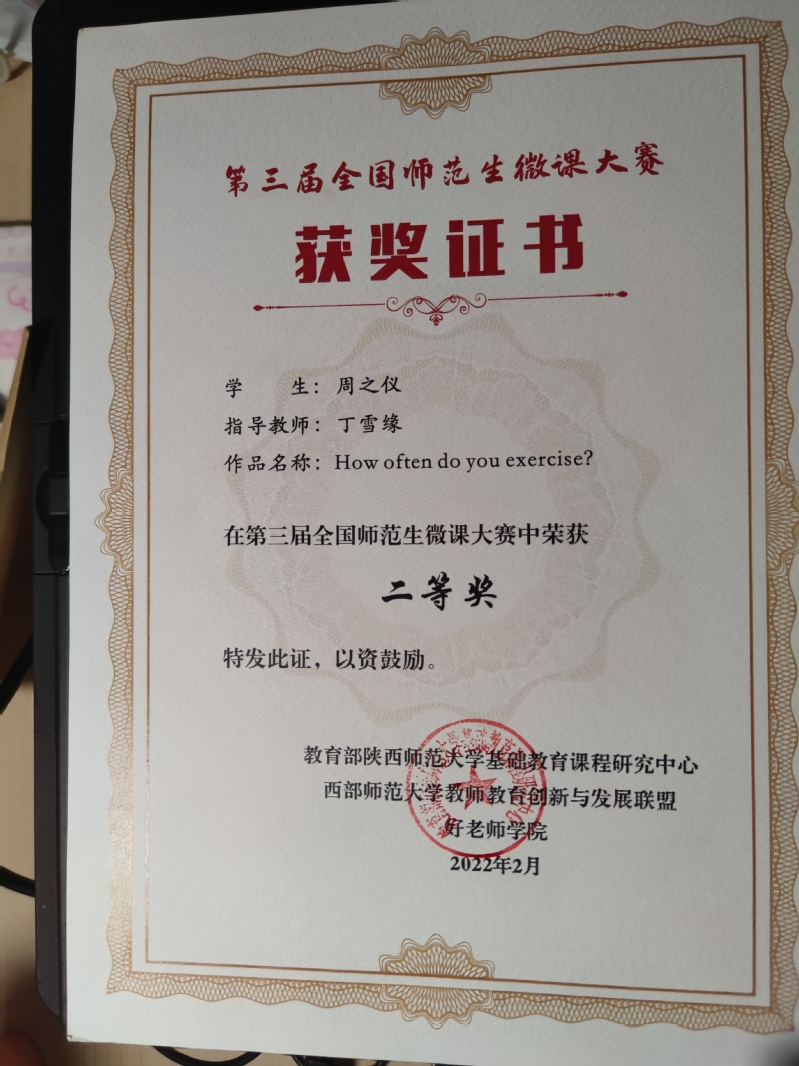 第三届全国师范生微课大赛
获奖证书
学 生：周之仪
指导教师：丁雪缘
作品名称：How often do you exercise?
在第三届全国师范生微课大赛中荣获
二等奖
特发此证，以资鼓励。
教育部陕西师范大学基础教育课程研究中心
西部师范大学教师教育创新与发展联盟
好老师学院
2022年2月